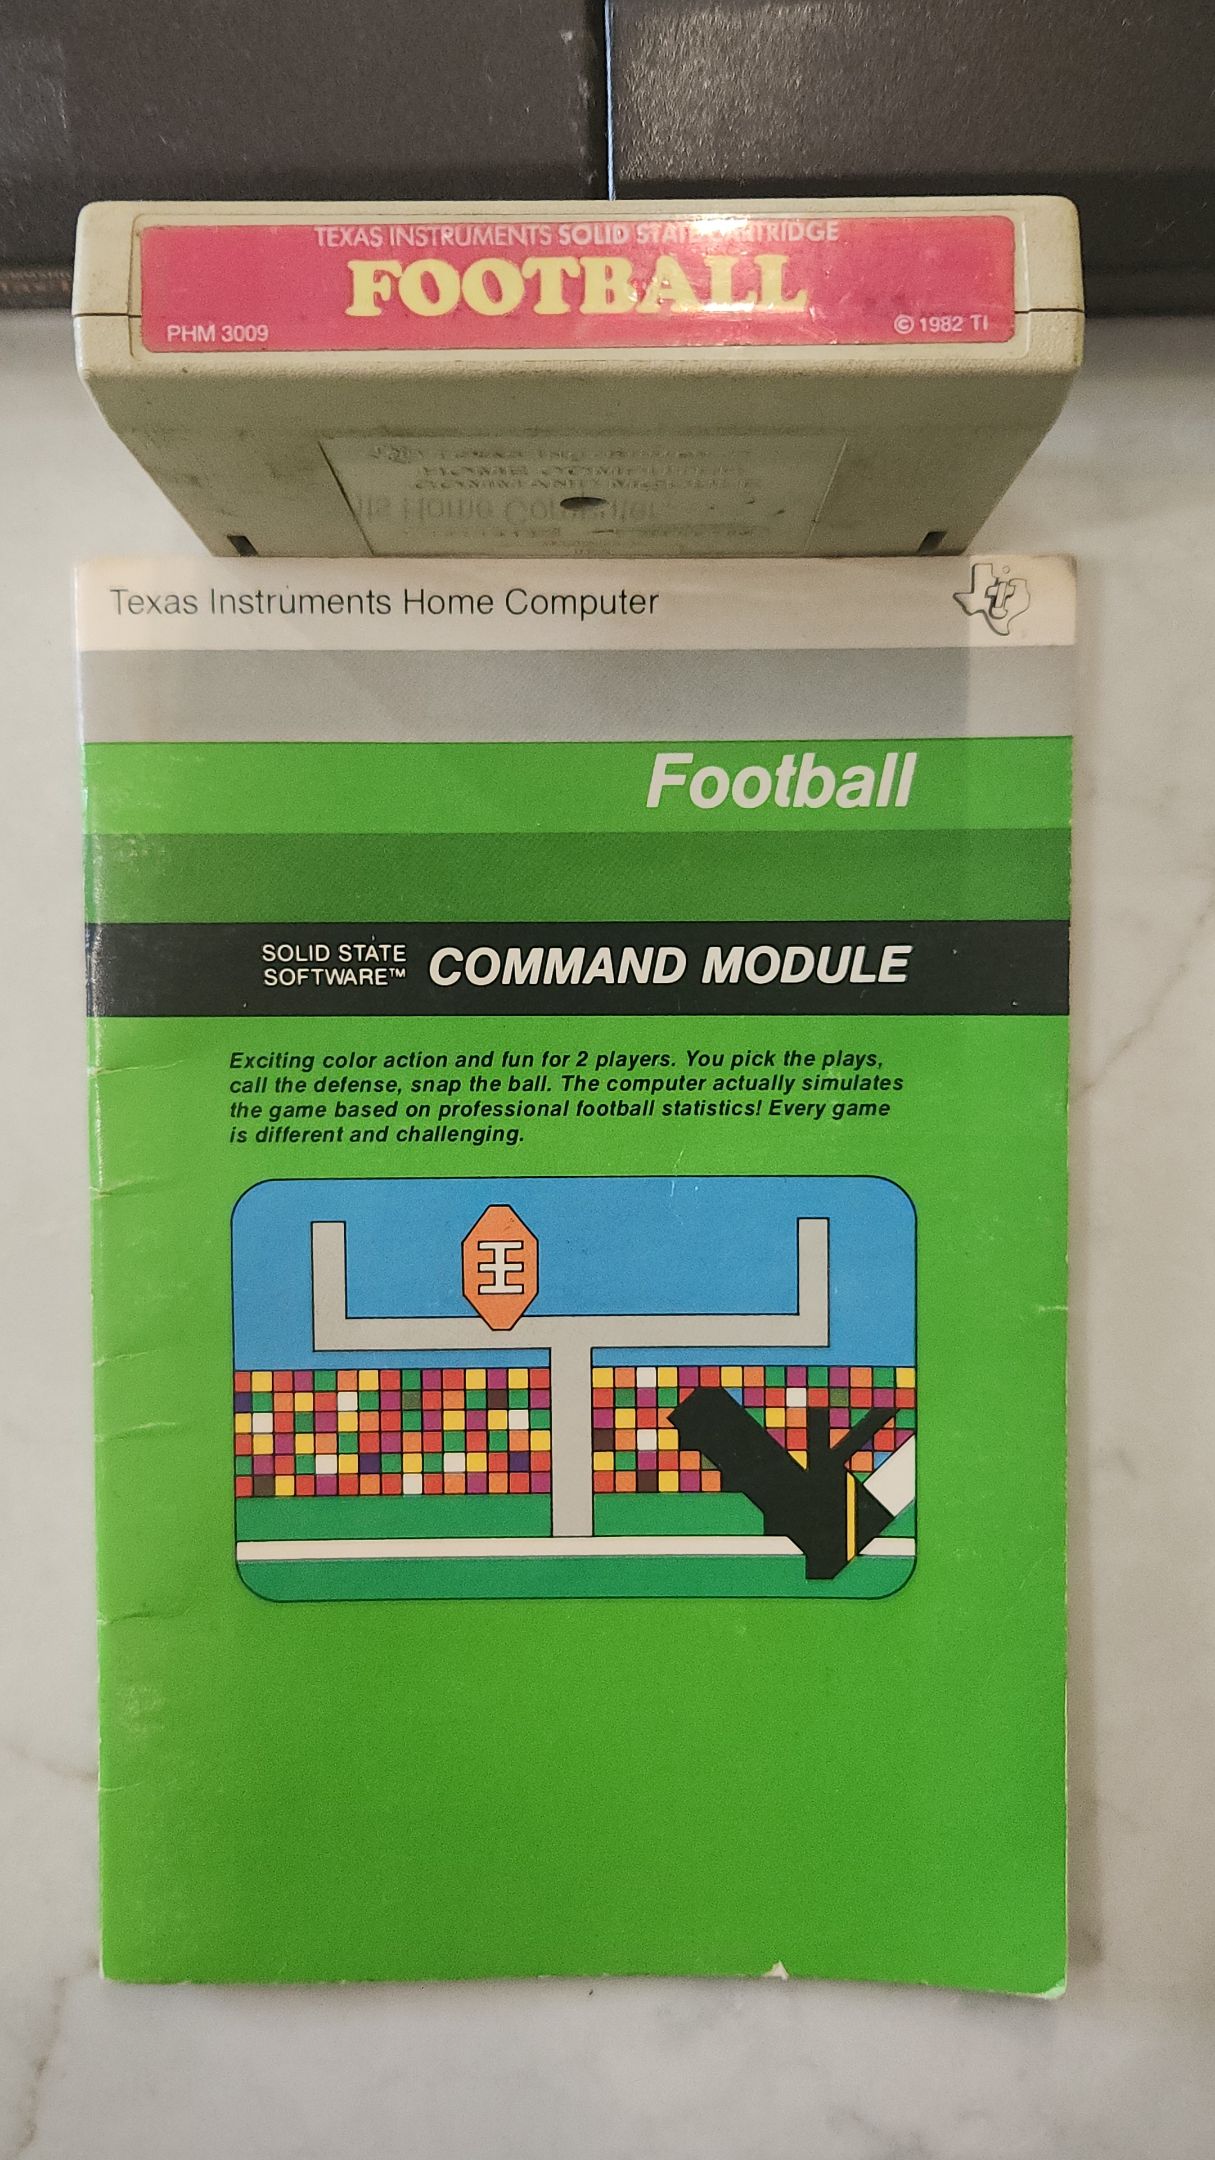 TEXAS INSTRUMENTS SOLID STATE CARTRIDGE
FOOTBALL
PHM 3009
© 1982 TI
Texas Instruments Home Computer
Football
SOLID STATE
SOFTWARE™
COMMAND MODULE
Exciting color action and fun for 2 players. You pick the plays,
call the defense, snap the ball. The computer actually simulates
the game based on professional football statistics! Every game
is different and challenging.